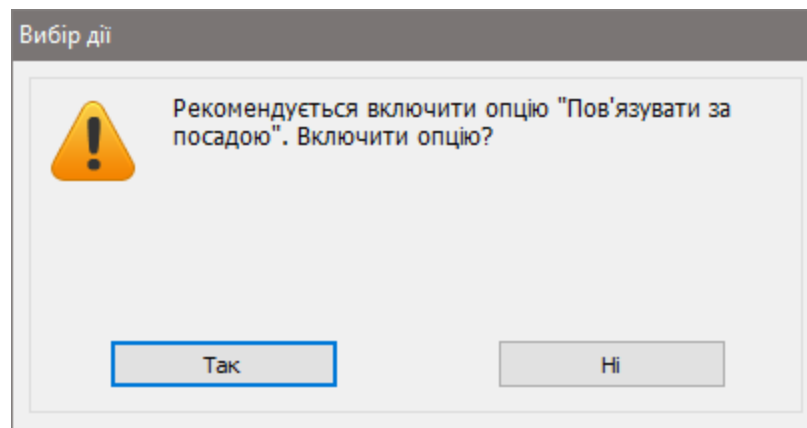 Вибір дії
Рекомендується включити опцію "Пов'язувати за
посадою". Включити опцію?
Так
Ні